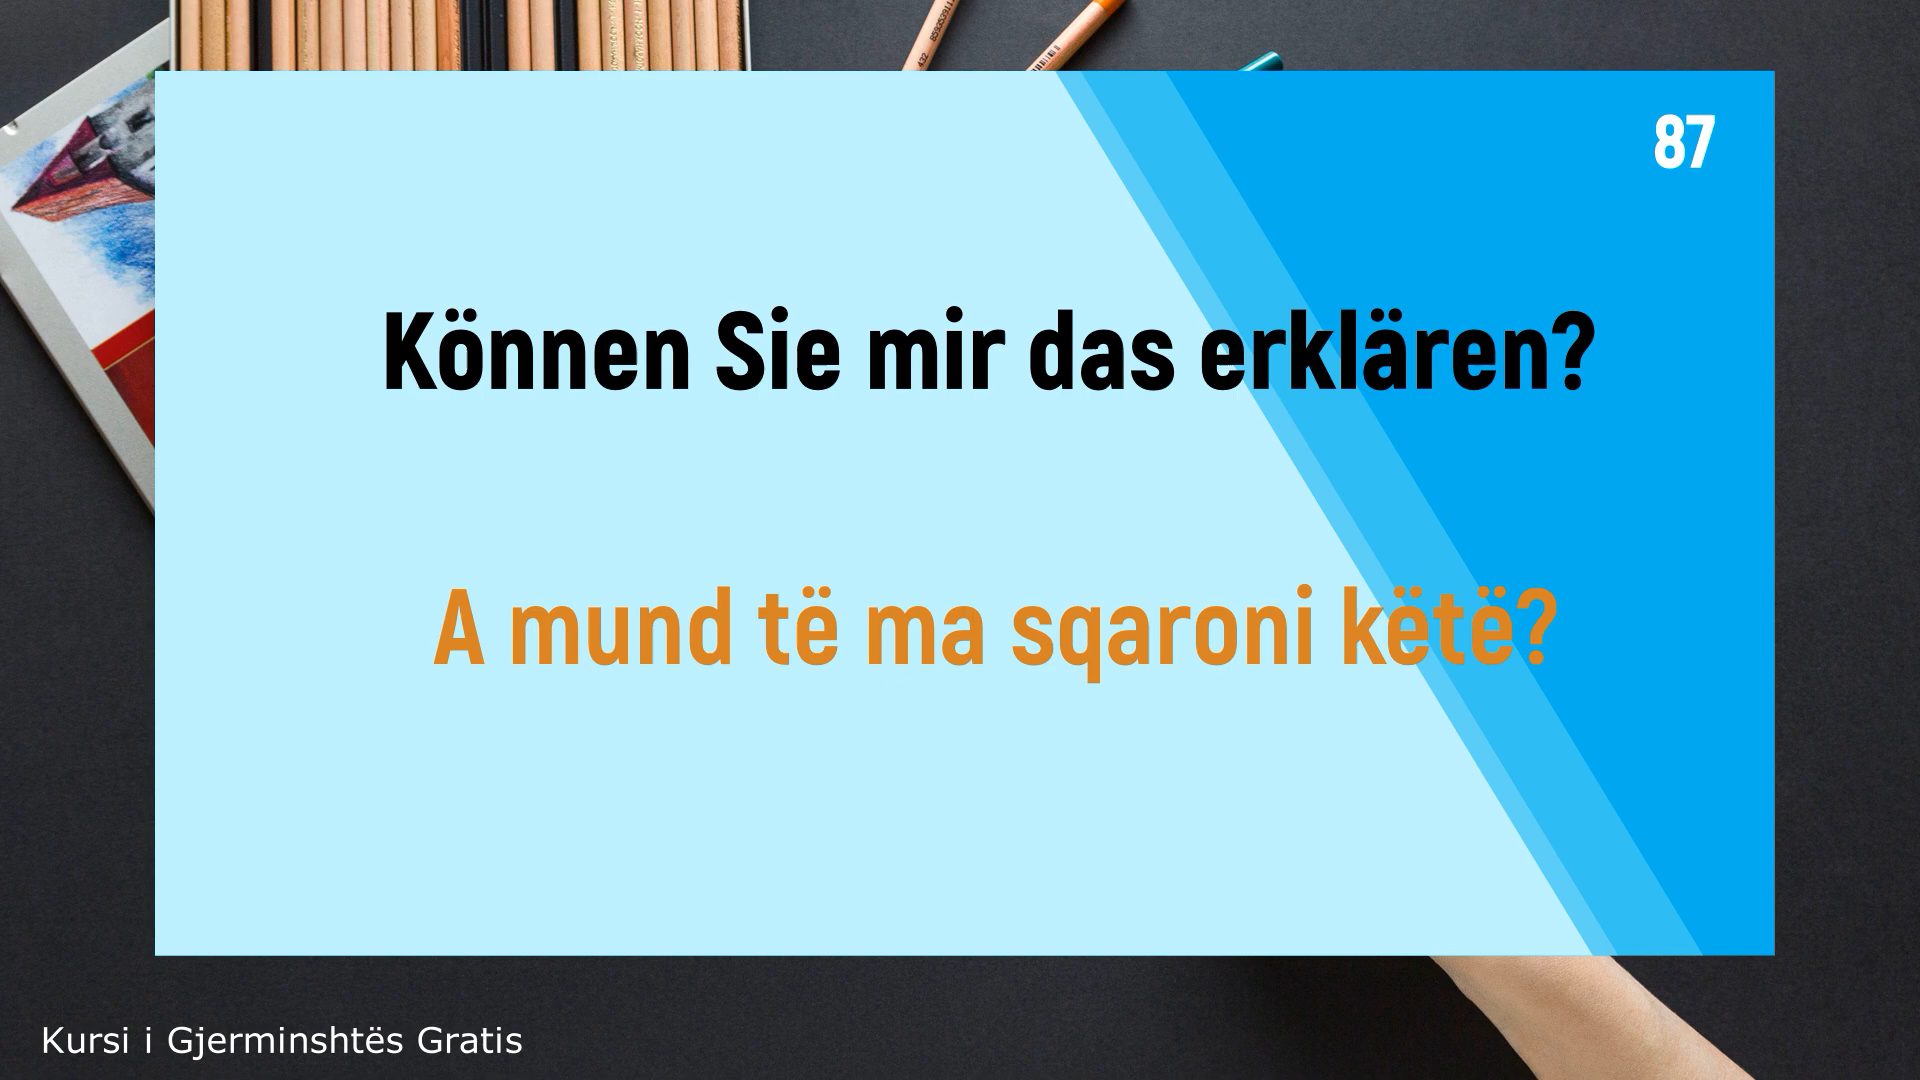 87
Können Sie mir das erklären?
A mund të ma sqaroni këtë?
Kursi i Gjerminshtës Gratis